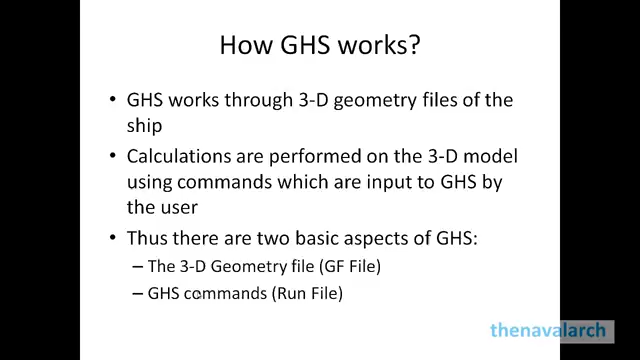 How GHS works?
• GHS works through 3-D geometry files of the
ship
• Calculations are performed on the 3-D model
using commands which are input to GHS by
the user
• Thus there are two basic aspects of GHS:
– The 3-D Geometry file (GF File)
– GHS commands (Run File)
thenavalarch